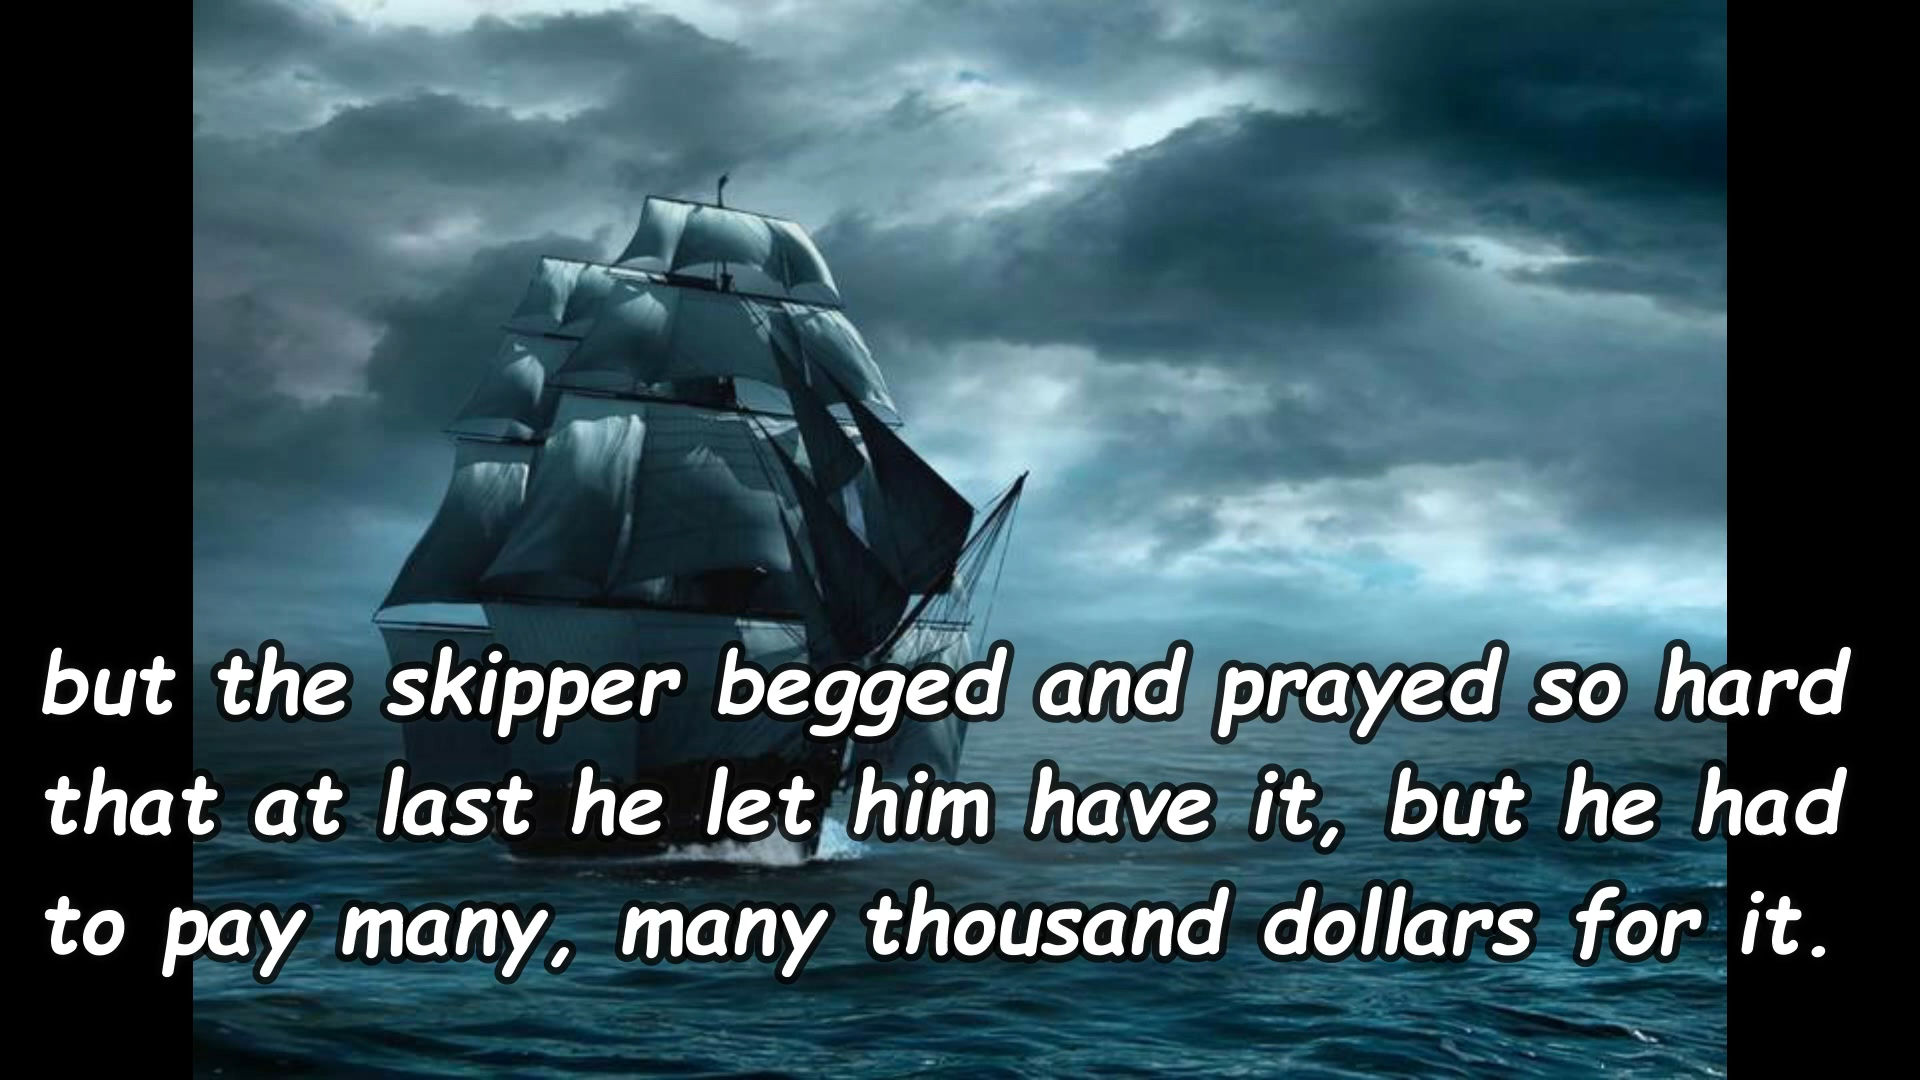 but the skipper begged and prayed so hard
that at last he let him have it, but he had
to pay many, many thousand dollars for it.